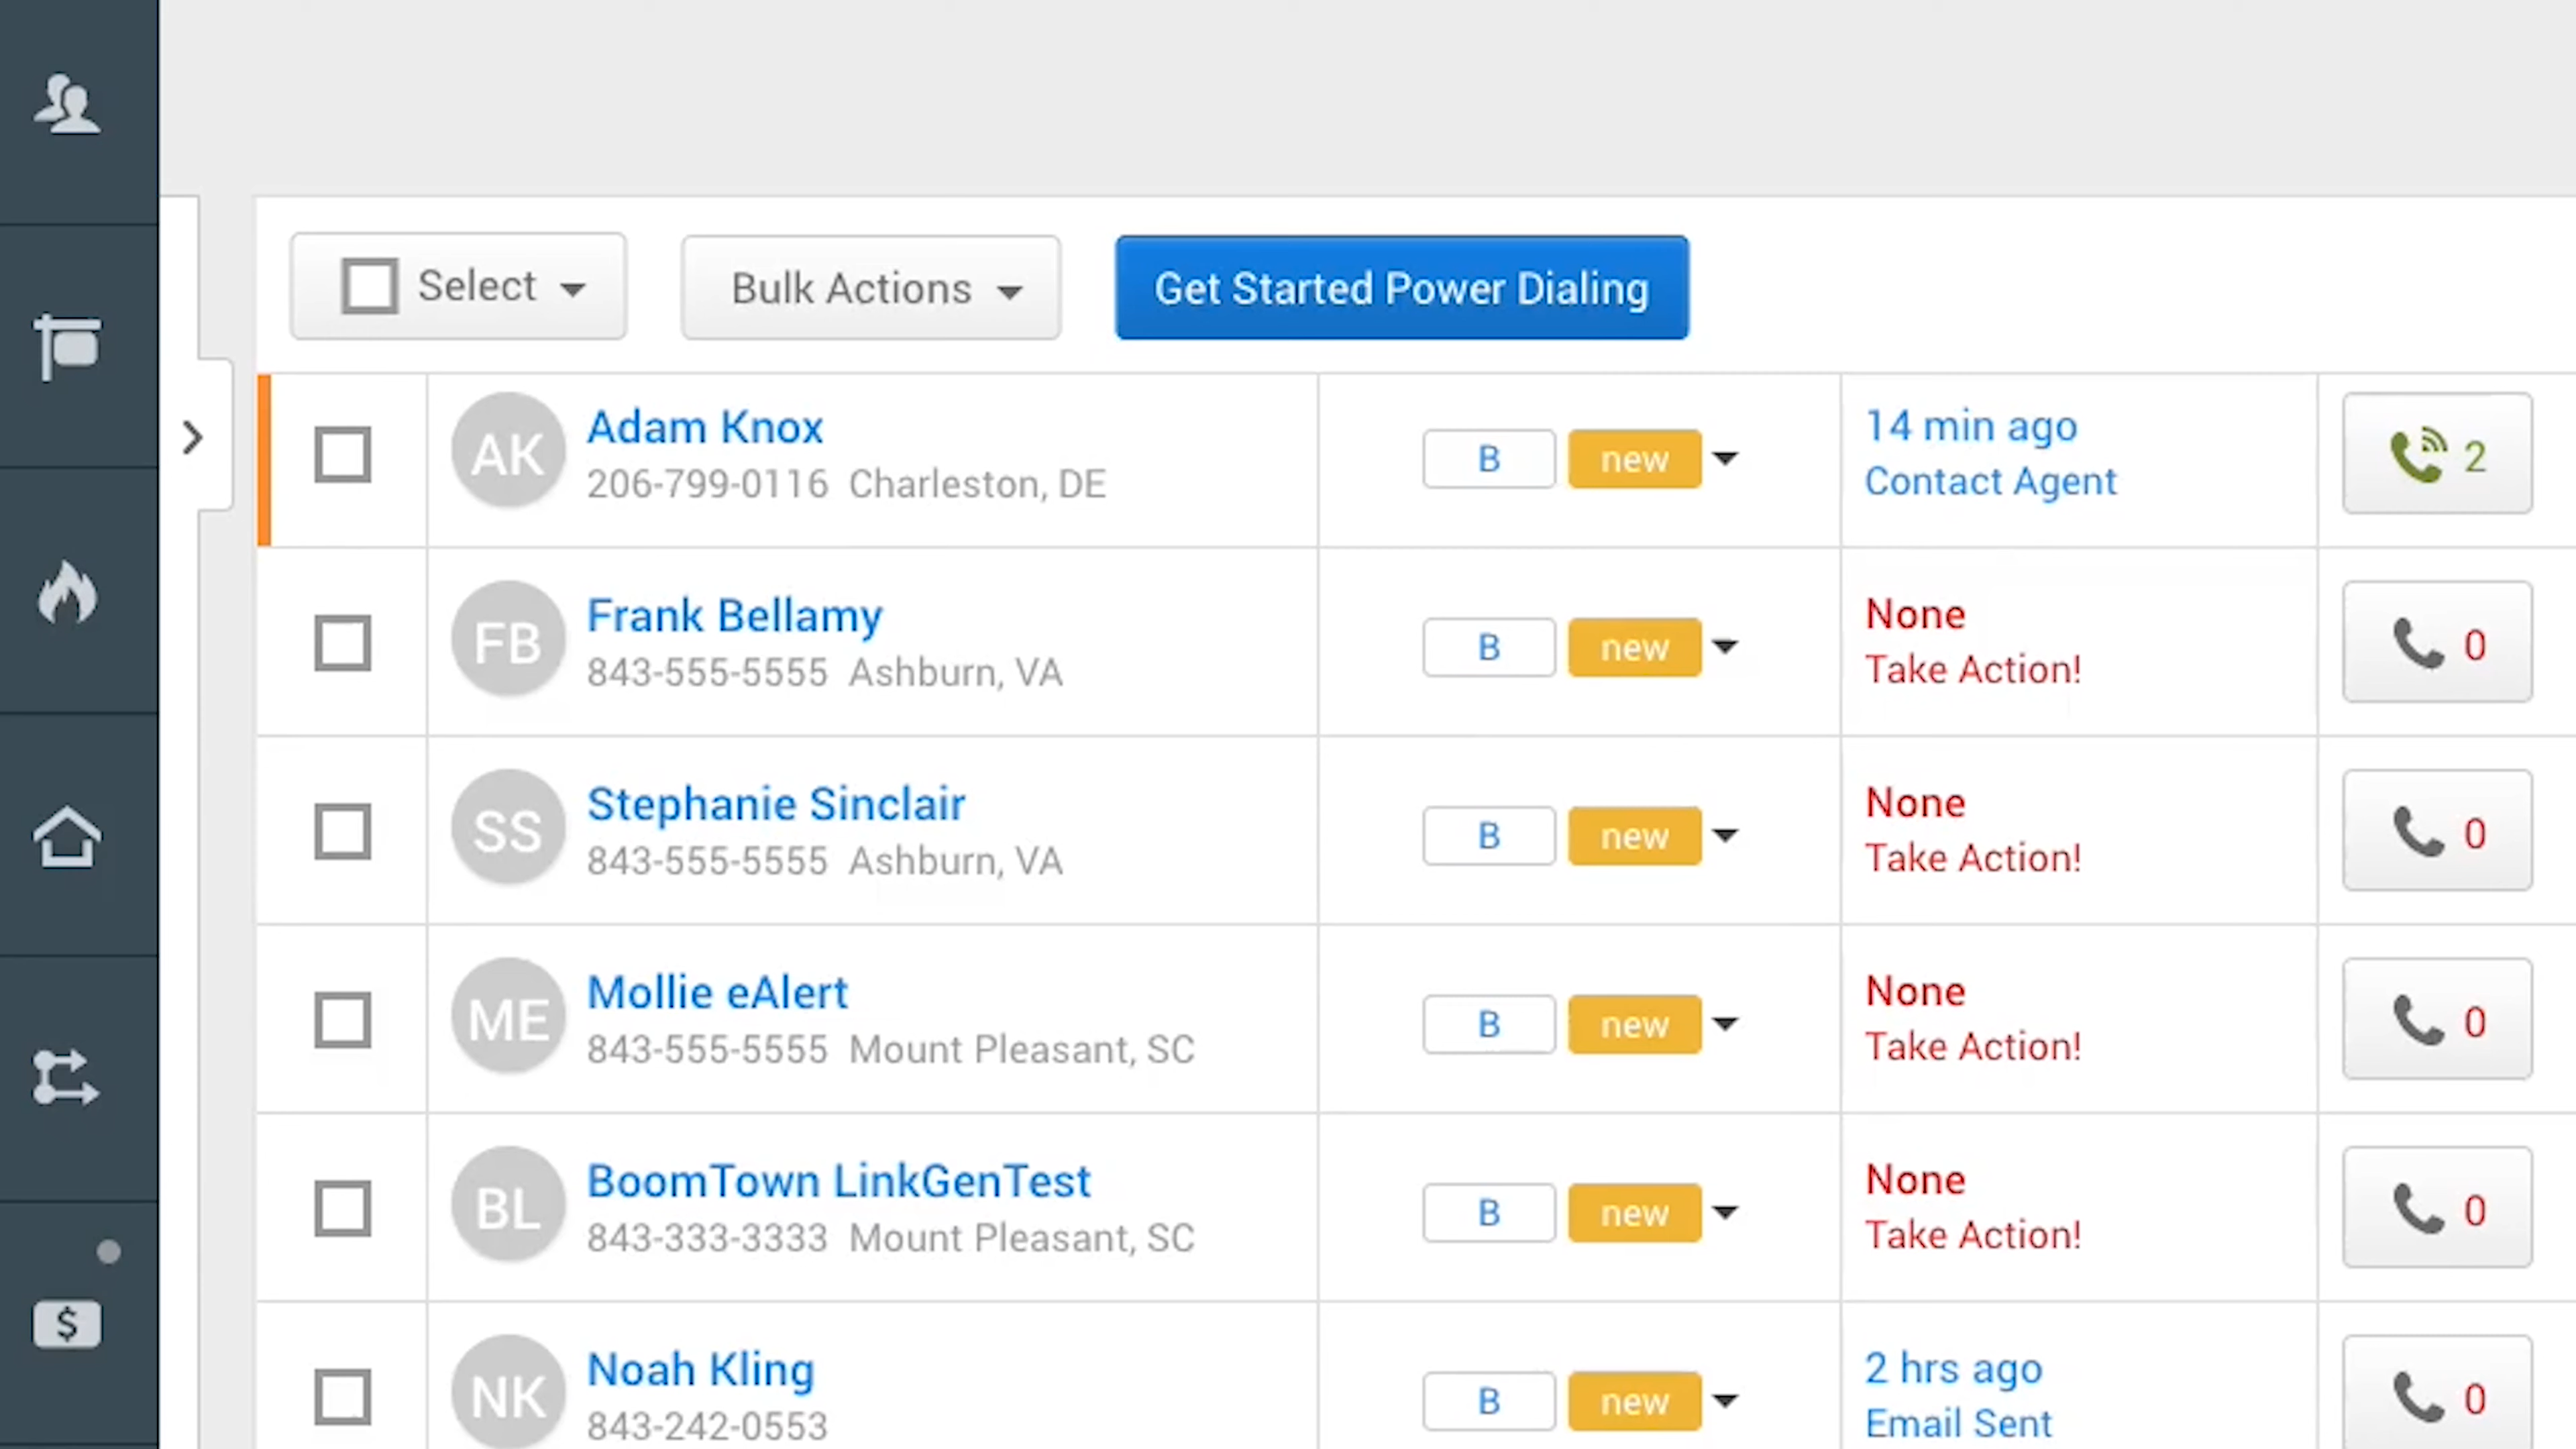 Select
Bulk Actions
Get Started Power Dialing
AK
Adam Knox
206-799-0116 Charleston, DE
B
new
14 min ago
Contact Agent
2
FB
Frank Bellamy
843-555-5555 Ashburn, VA
B
new
None
Take Action!
0
SS
Stephanie Sinclair
843-555-5555 Ashburn, VA
B
new
None
Take Action!
0
ME
Mollie eAlert
843-555-5555 Mount Pleasant, SC
B
new
None
Take Action!
0
BL
BoomTown LinkGenTest
843-333-3333 Mount Pleasant, SC
B
new
None
Take Action!
0
$
NK
Noah Kling
843-242-0553
B
new
2 hrs ago
Email Sent
0